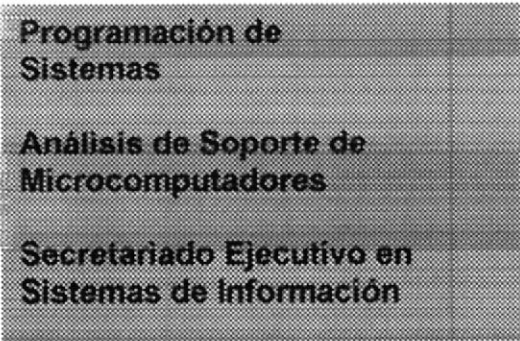 Programación de
Sistemas
Análisis de Soporte de
Microcomputadores
Secretariado Ejecutivo en
Sistemas de Información